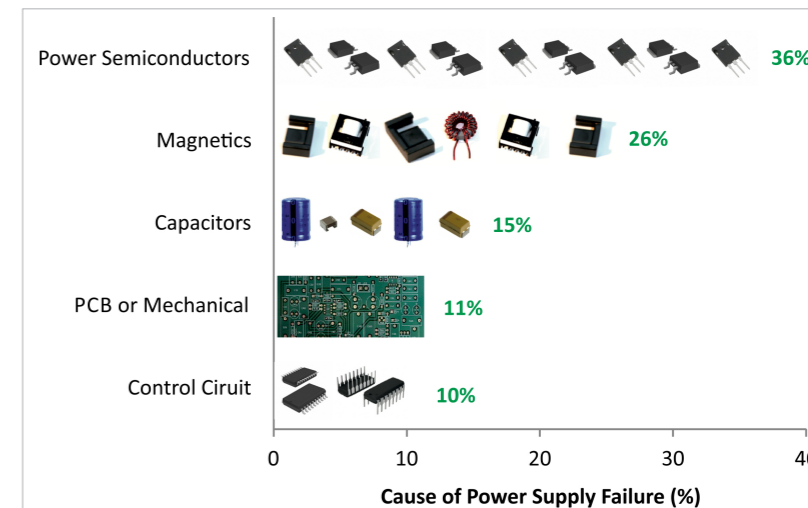 Power Semiconductors
36%
Magnetics
26%
Capacitors
15%
PCB or Mechanical
11%
Control Ciruit
10%
0 10 20 30 40
Cause of Power Supply Failure (%)